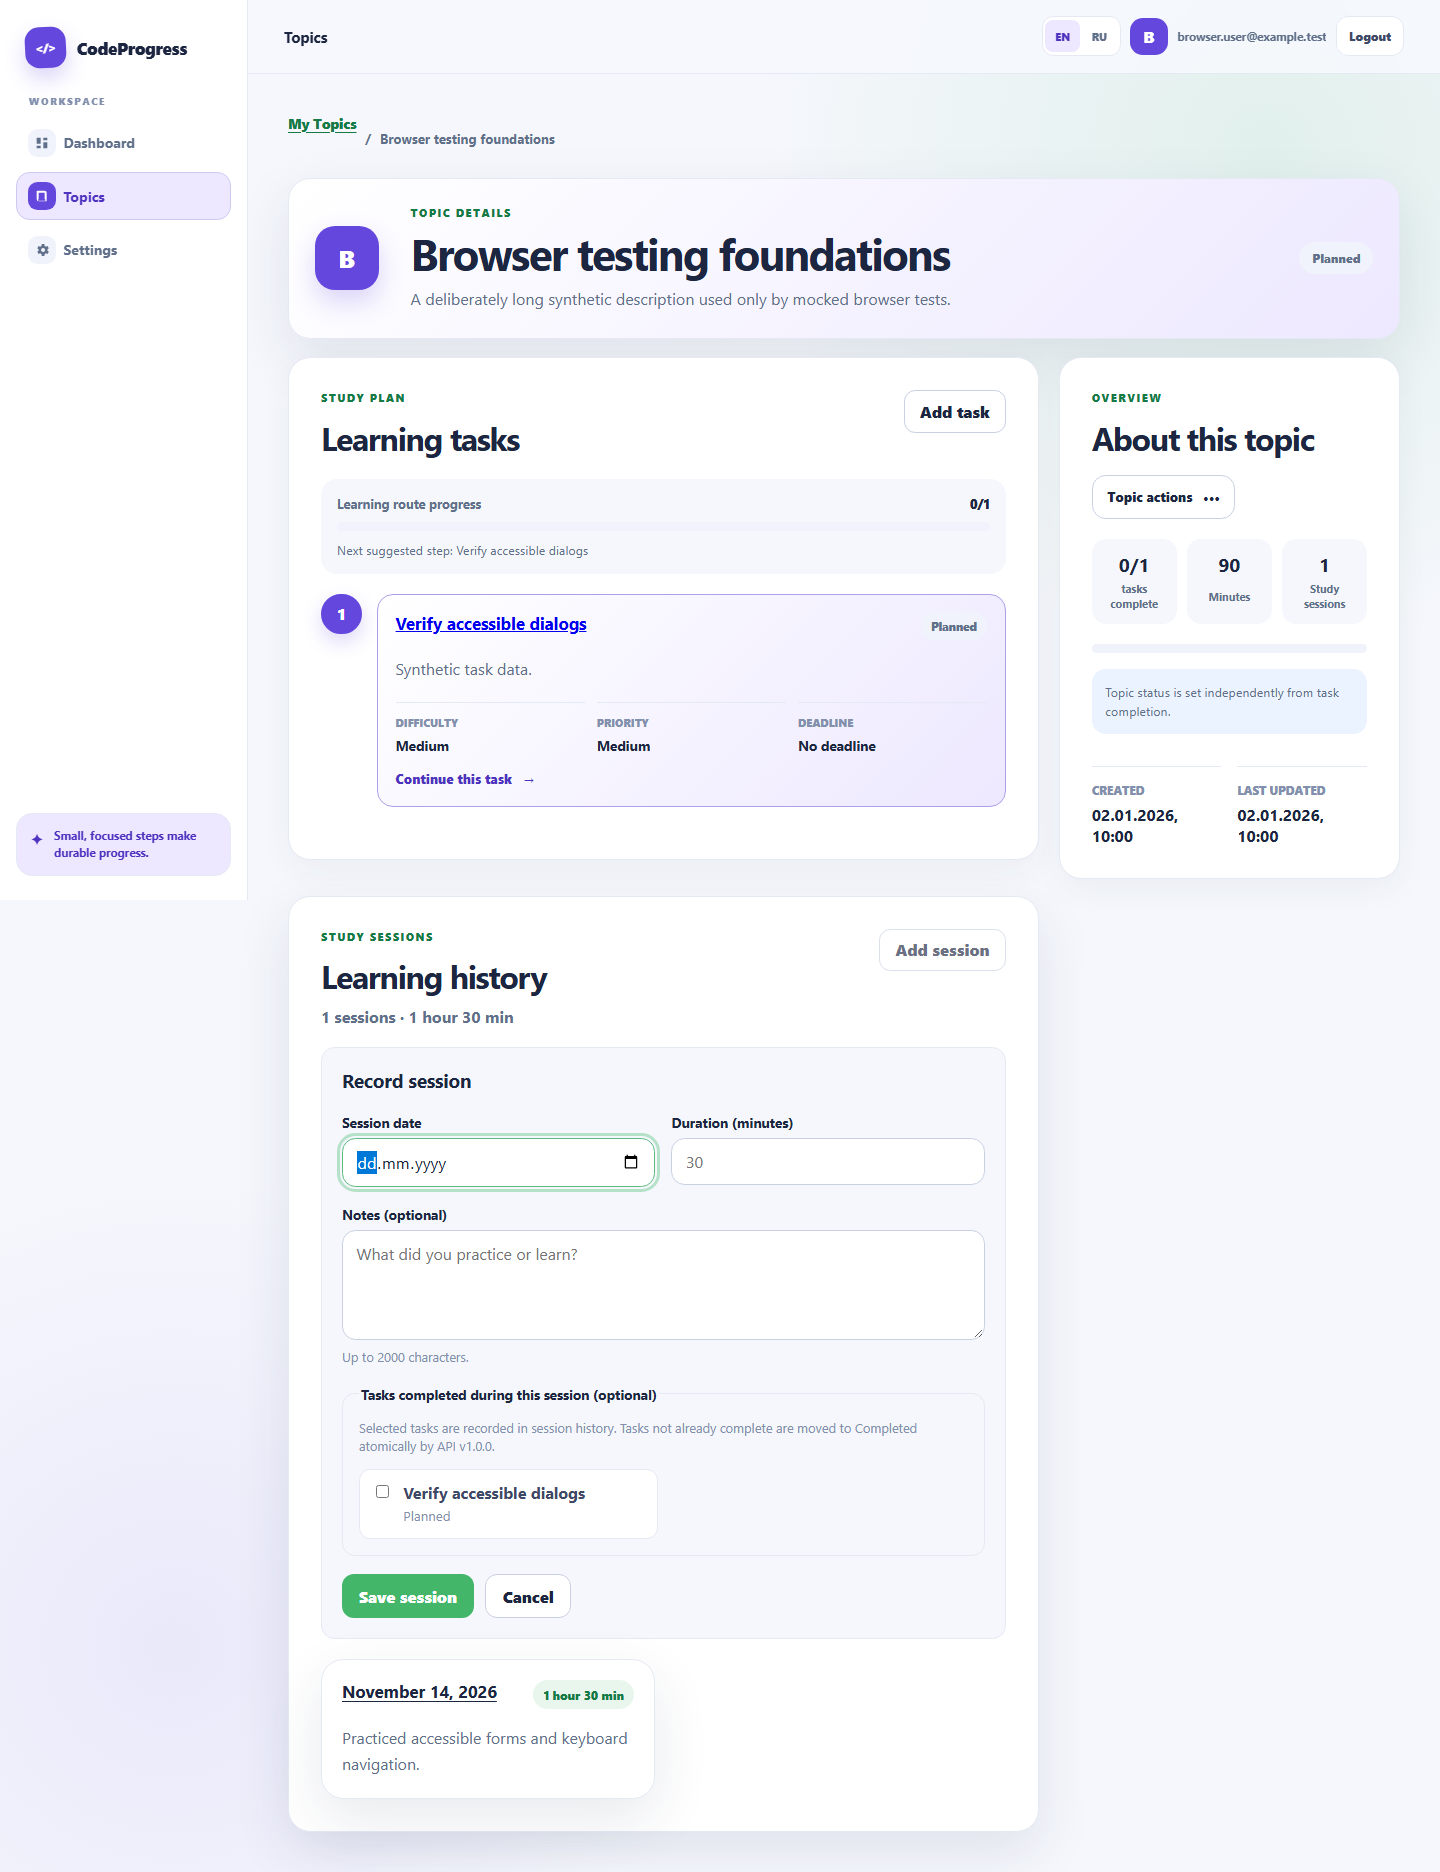 </> CodeProgress
WORKSPACE
Dashboard
Topics
Settings
Small, focused steps make
durable progress.
Topics
EN RU B browser.user@example.test Logout
My Topics
/ Browser testing foundations
B
TOPIC DETAILS
Browser testing foundations
A deliberately long synthetic description used only by mocked browser tests.
Planned
STUDY PLAN
Learning tasks
Add task
Learning route progress 0/1
Next suggested step: Verify accessible dialogs
1
Verify accessible dialogs
Planned
Synthetic task data.
DIFFICULTY PRIORITY DEADLINE
Medium Medium No deadline
Continue this task →
OVERVIEW
About this topic
Topic actions •••
0/1 90 1
tasks
complete
Minutes
Study
sessions
Topic status is set independently from task
completion.
CREATED LAST UPDATED
02.01.2026, 02.01.2026,
10:00 10:00
STUDY SESSIONS
Learning history
Add session
1 sessions · 1 hour 30 min
Record session
Session date Duration (minutes)
dd.mm.yyyy 30
Notes (optional)
What did you practice or learn?
Up to 2000 characters.
Tasks completed during this session (optional)
Selected tasks are recorded in session history. Tasks not already complete are moved to Completed
atomically by API v1.0.0.
Verify accessible dialogs
Planned
Save session Cancel
November 14, 2026 1 hour 30 min
Practiced accessible forms and keyboard
navigation.